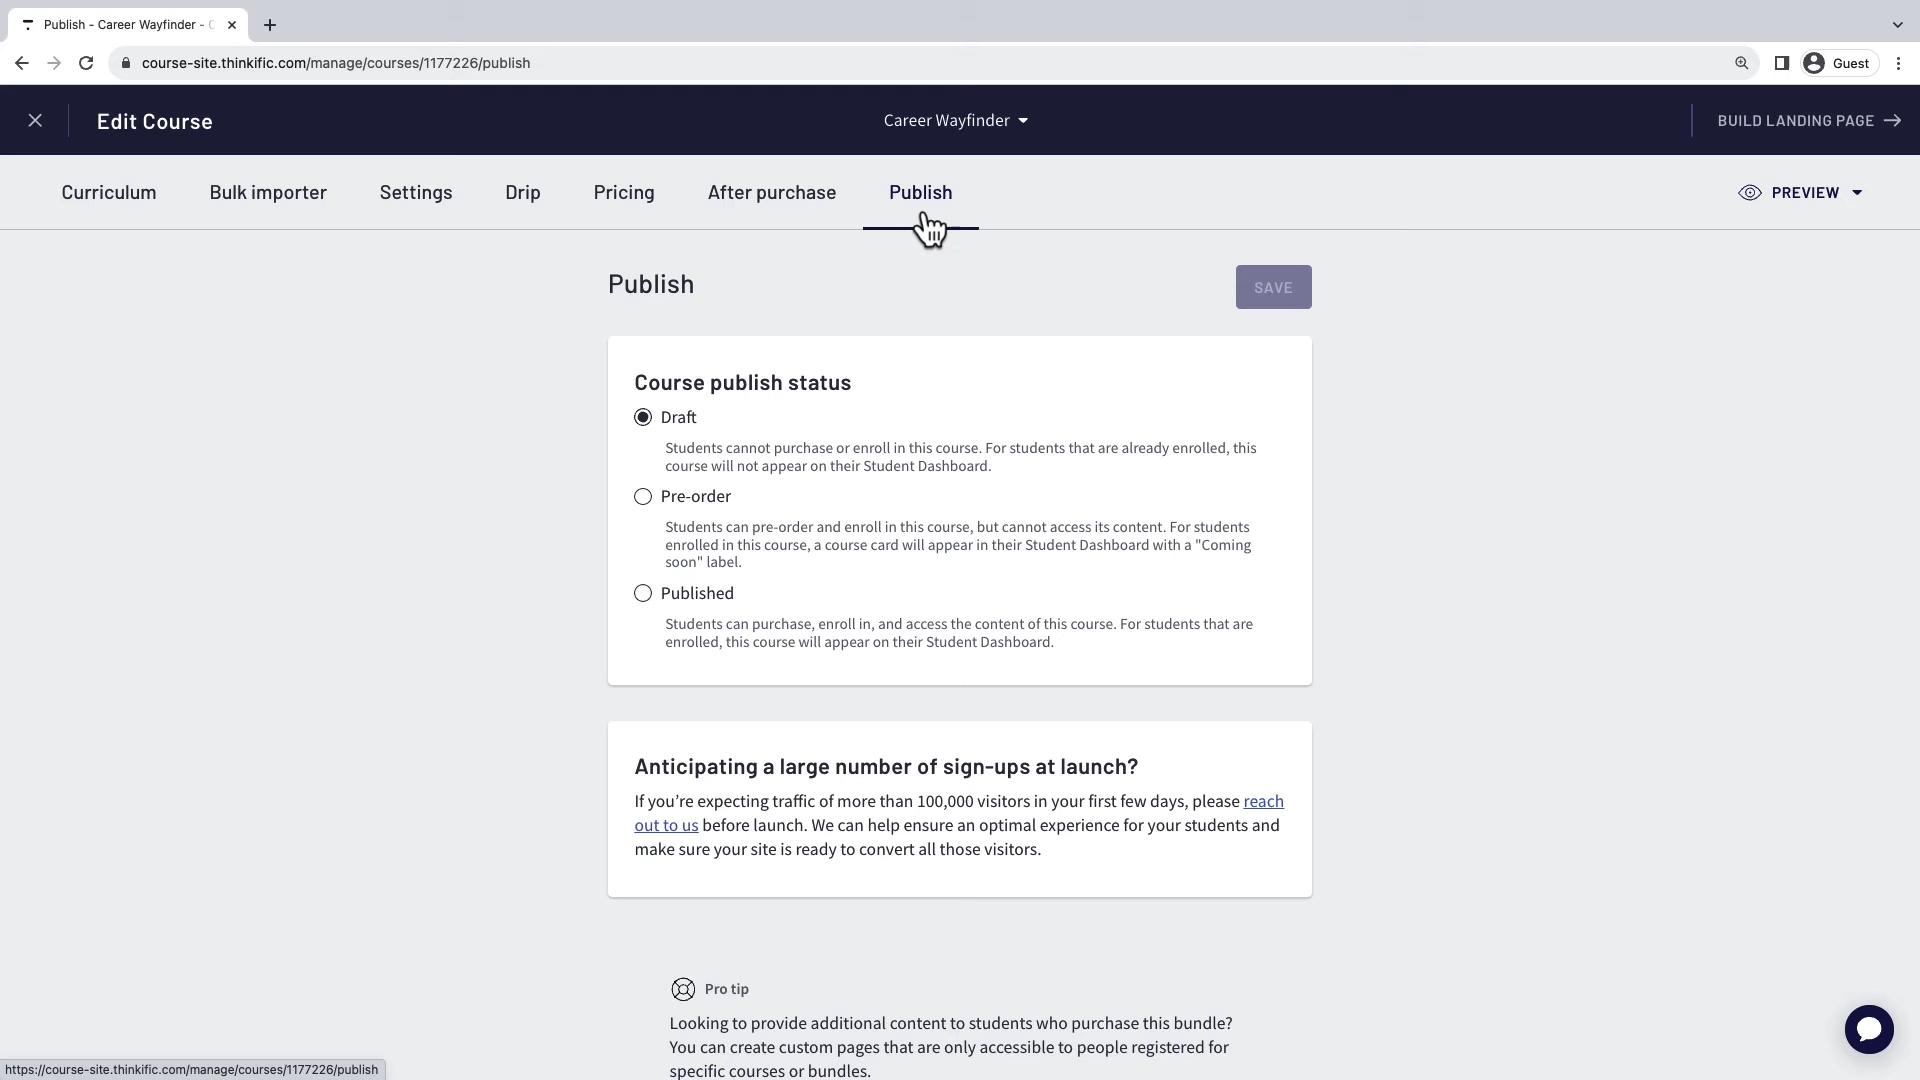 Publish - Career Wayfinder -
course-site.thinkific.com/manage/courses/1177226/publish
Guest
Edit Course
Career Wayfinder
BUILD LANDING PAGE
Curriculum
Bulk importer
Settings
Drip
Pricing
After purchase
Publish
PREVIEW
Publish
SAVE
Course publish status
Draft
Students cannot purchase or enroll in this course. For students that are already enrolled, this
course will not appear on their Student Dashboard.
Pre-order
Students can pre-order and enroll in this course, but cannot access its content. For students
enrolled in this course, a course card will appear in their Student Dashboard with a "Coming
soon" label.
Published
Students can purchase, enroll in, and access the content of this course. For students that are
enrolled, this course will appear on their Student Dashboard.
Anticipating a large number of sign-ups at launch?
If you’re expecting traffic of more than 100,000 visitors in your first few days, please reach
out to us before launch. We can help ensure an optimal experience for your students and
make sure your site is ready to convert all those visitors.
Pro tip
Looking to provide additional content to students who purchase this bundle?
You can create custom pages that are only accessible to people registered for
specific courses or bundles.
https://course-site.thinkific.com/manage/courses/1177226/publish